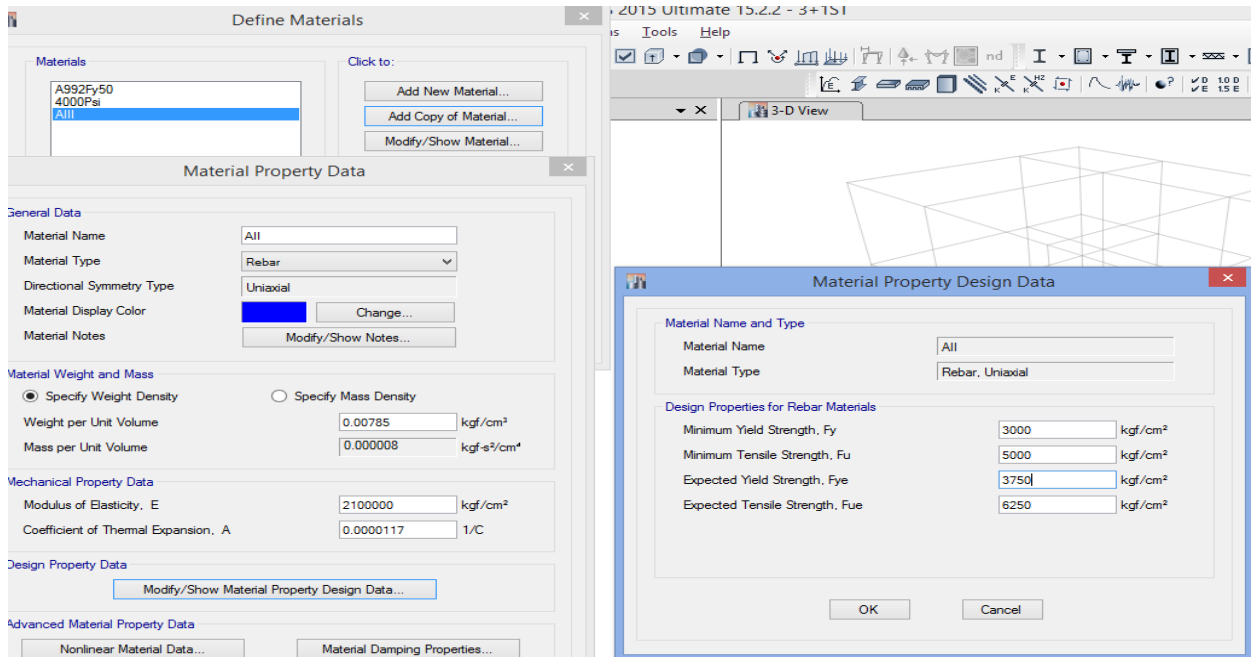 Define Materials
Materials
A992Fy50
4000Psi
AIII
Click to:
Add New Material...
Add Copy of Material...
Modify/Show Material...
Material Property Data
General Data
Material Name AII
Material Type Rebar
Directional Symmetry Type Uniaxial
Material Display Color Change...
Material Notes Modify/Show Notes...
Material Weight and Mass
Specify Weight Density Specify Mass Density
Weight per Unit Volume 0.00785 kgf/cm³
Mass per Unit Volume 0.000008 kgf-s²/cm⁴
Mechanical Property Data
Modulus of Elasticity, E 2100000 kgf/cm²
Coefficient of Thermal Expansion, A 0.0000117 1/C
Design Property Data
Modify/Show Material Property Design Data...
Advanced Material Property Data
Nonlinear Material Data... Material Damping Properties...
2015 Ultimate 15.2.2 - 3+1ST
Tools Help
nd
3-D View
Material Property Design Data
Material Name and Type
Material Name AII
Material Type Rebar, Uniaxial
Design Properties for Rebar Materials
Minimum Yield Strength, Fy 3000 kgf/cm²
Minimum Tensile Strength, Fu 5000 kgf/cm²
Expected Yield Strength, Fye 3750 kgf/cm²
Expected Tensile Strength, Fue 6250 kgf/cm²
OK Cancel